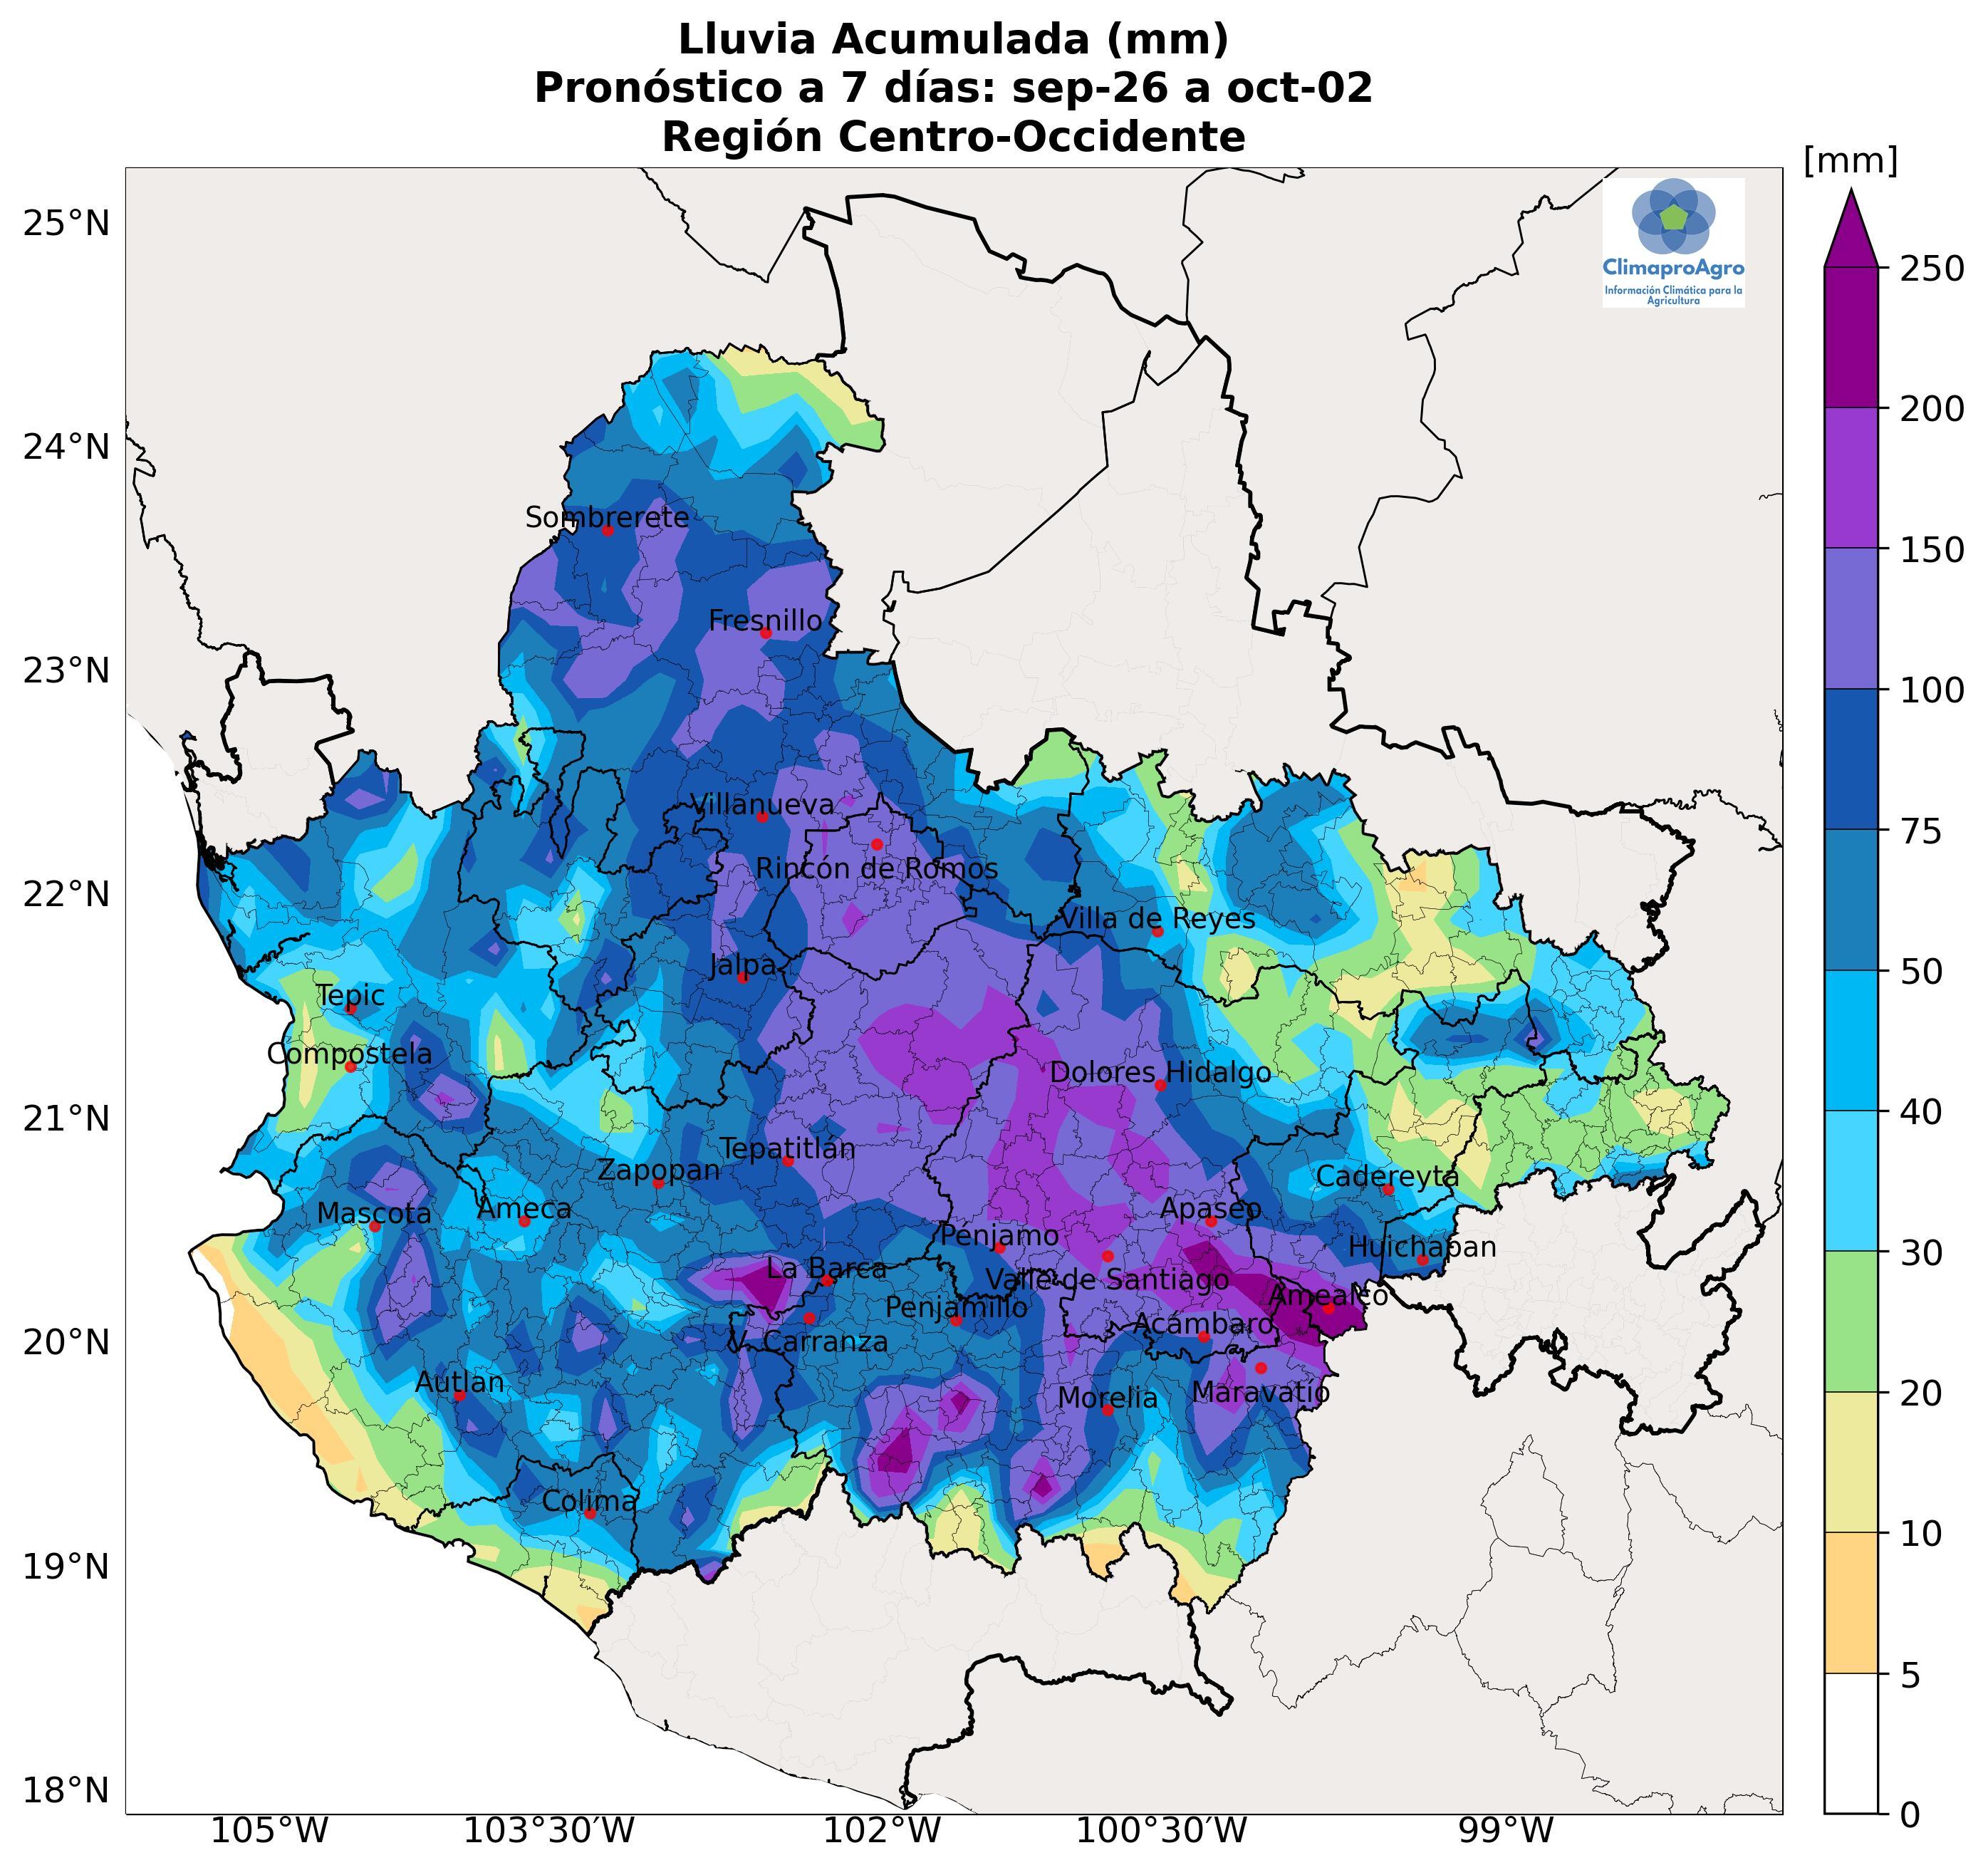 Lluvia Acumulada (mm)
Pronóstico a 7 días: sep-26 a oct-02
Región Centro-Occidente
[mm]
ClimaproAgro
Información Climática para la
Agricultura
25°N
24°N
23°N
22°N
21°N
20°N
19°N
18°N
Sombrerete
Fresnillo
Villanueva
Rincón de Romos
Villa de Reyes
Jalpa
Tepic
Compostela
Dolores Hidalgo
Tepatitlán
Zapopan
Cadereyta
Ameca
Mascota
Apaseo
Penjamo
Huichapan
La Barca
Valle de Santiago
Amealco
Penjamillo
Acámbaro
V. Carranza
Autlan
Morelia
Maravatío
Colima
105°W
103°30'W
102°W
100°30'W
99°W
250
200
150
100
75
50
40
30
20
10
5
0